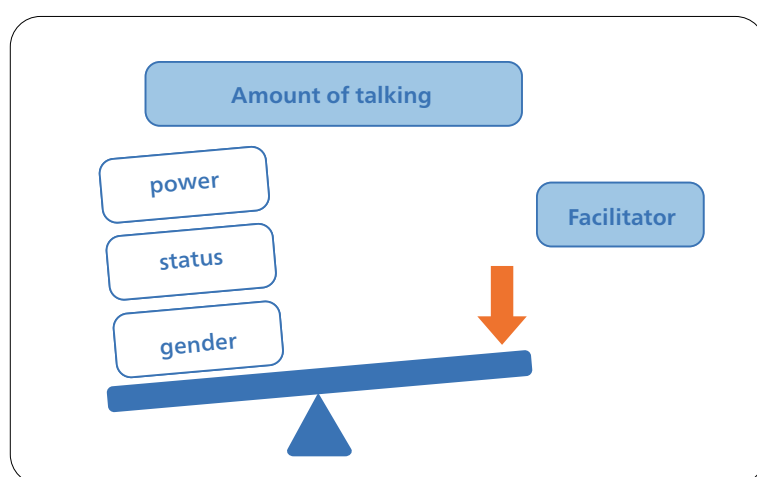 Amount of talking
power
Facilitator
status
gender